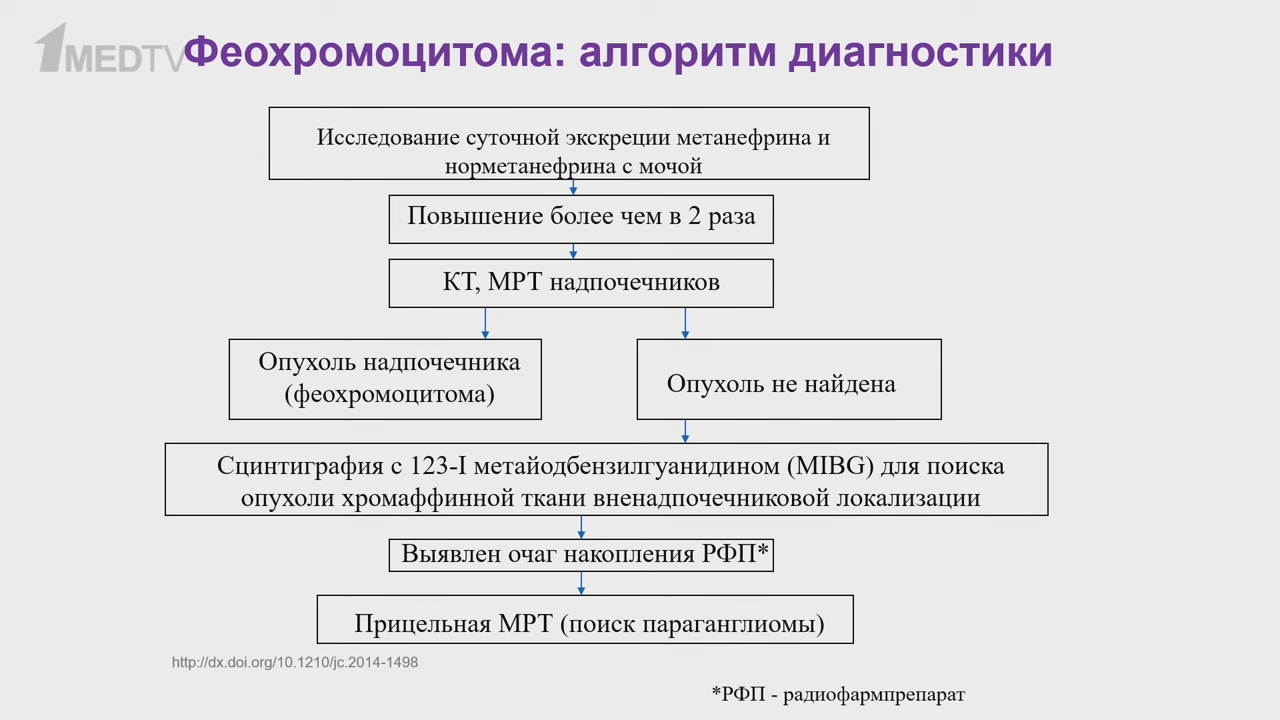 1MEDTV
Феохромоцитома: алгоритм диагностики
Исследование суточной экскреции метанефрина и
норметанефрина с мочой
Повышение более чем в 2 раза
КТ, МРТ надпочечников
Опухоль надпочечника
(феохромоцитома)
Опухоль не найдена
Сцинтиграфия с 123-I метайодбензилгуанидином (MIBG) для поиска
опухоли хромаффинной ткани вненадпочечниковой локализации
Выявлен очаг накопления РФП*
Прицельная МРТ (поиск параганглиомы)
http://dx.doi.org/10.1210/jc.2014-1498
*РФП - радиофармпрепарат